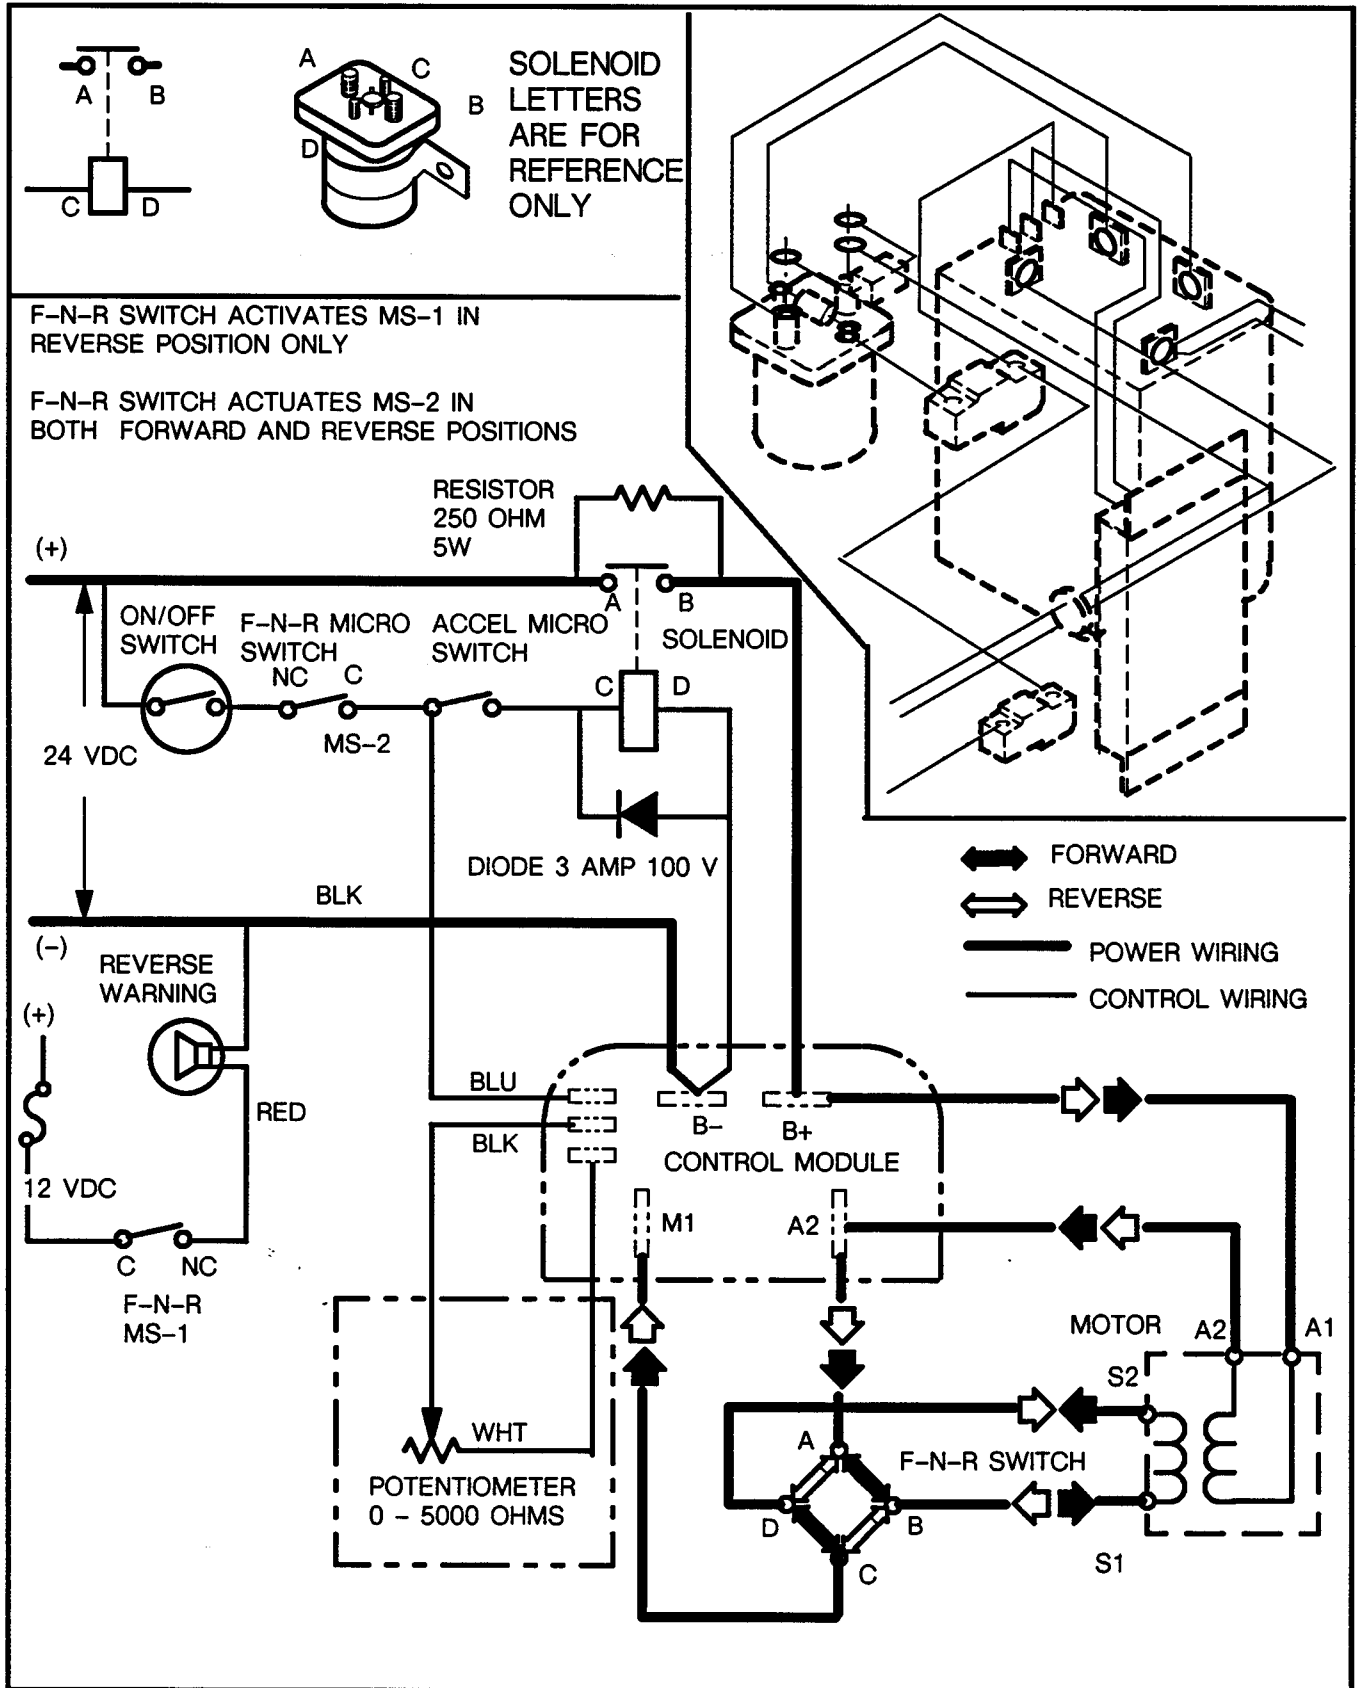 A
B
C
D
A
C
B
D
SOLENOID
LETTERS
ARE FOR
REFERENCE
ONLY
F-N-R SWITCH ACTIVATES MS-1 IN
REVERSE POSITION ONLY
F-N-R SWITCH ACTUATES MS-2 IN
BOTH FORWARD AND REVERSE POSITIONS
RESISTOR
250 OHM
5W
(+)
A
B
SOLENOID
ON/OFF
SWITCH
F-N-R MICRO
SWITCH
NC
C
MS-2
ACCEL MICRO
SWITCH
C
D
24 VDC
DIODE 3 AMP 100 V
BLK
(-)
REVERSE
WARNING
(+)
RED
12 VDC
C
NC
F-N-R
MS-1
FORWARD
REVERSE
POWER WIRING
CONTROL WIRING
BLU
BLK
B-
B+
CONTROL MODULE
M1
A2
MOTOR
A2
A1
S2
S1
WHT
POTENTIOMETER
0 - 5000 OHMS
F-N-R SWITCH
A
D
B
C